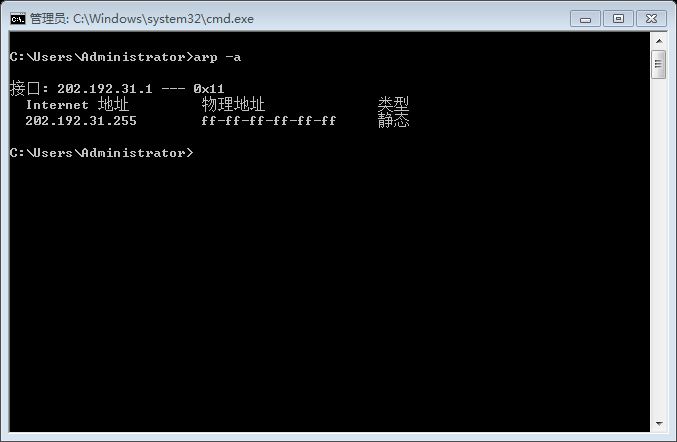 管理员: C:\Windows\system32\cmd.exe
C:\Users\Administrator>arp -a
接口: 202.192.31.1 --- 0x11
Internet 地址 物理地址 类型
202.192.31.255 ff-ff-ff-ff-ff-ff 静态
C:\Users\Administrator>